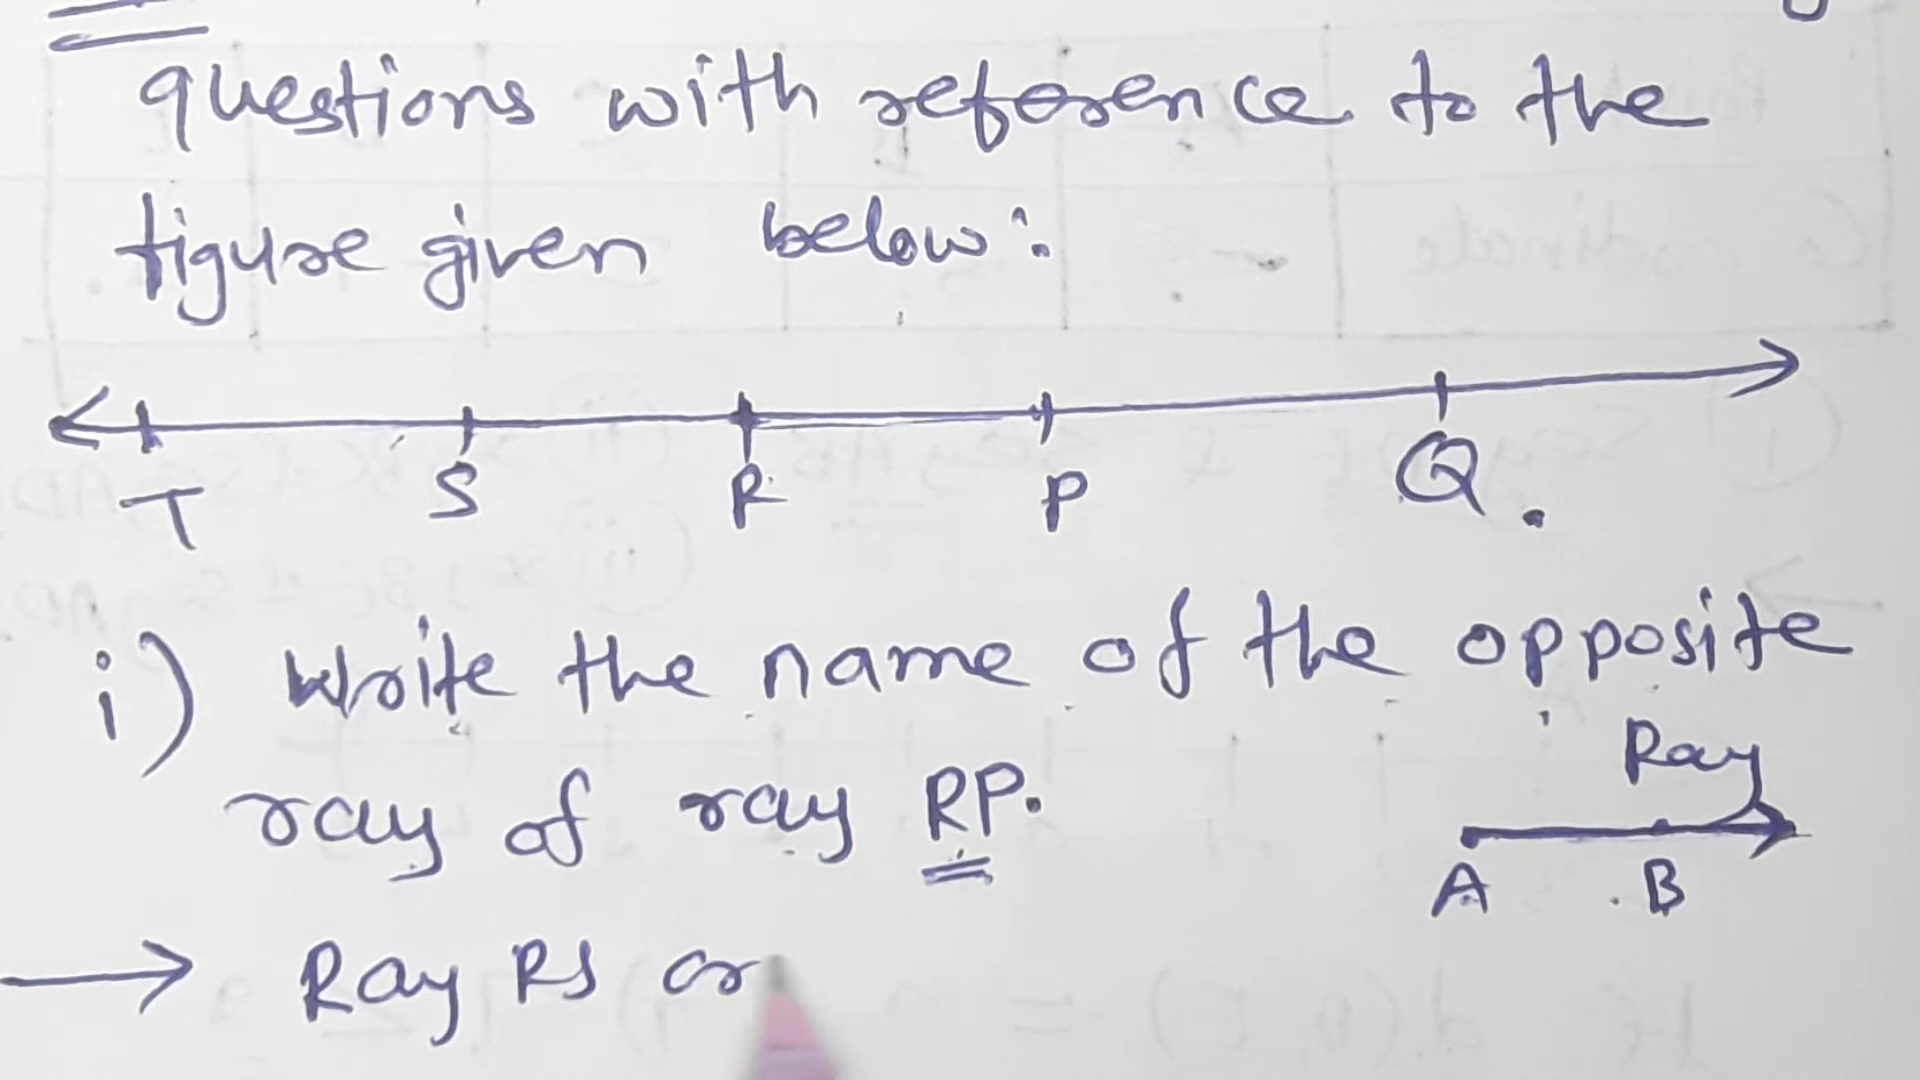 questions with reference to the
figure given below:
T S R P Q.
i) Write the name of the opposite
ray of ray RP.
Ray
A B
→ Ray RS or